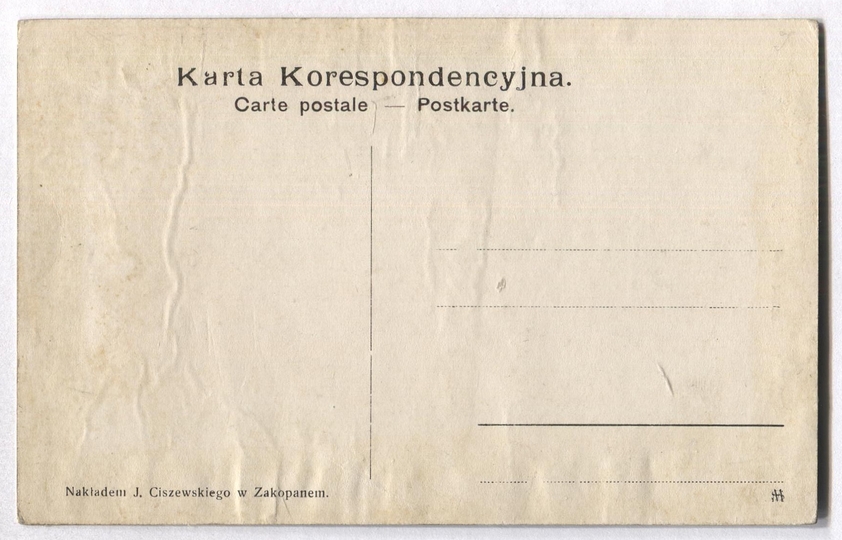 Karta Korespondencyjna.
Carte postale — Postkarte.
Nakładem J. Ciszewskiego w Zakopanem.